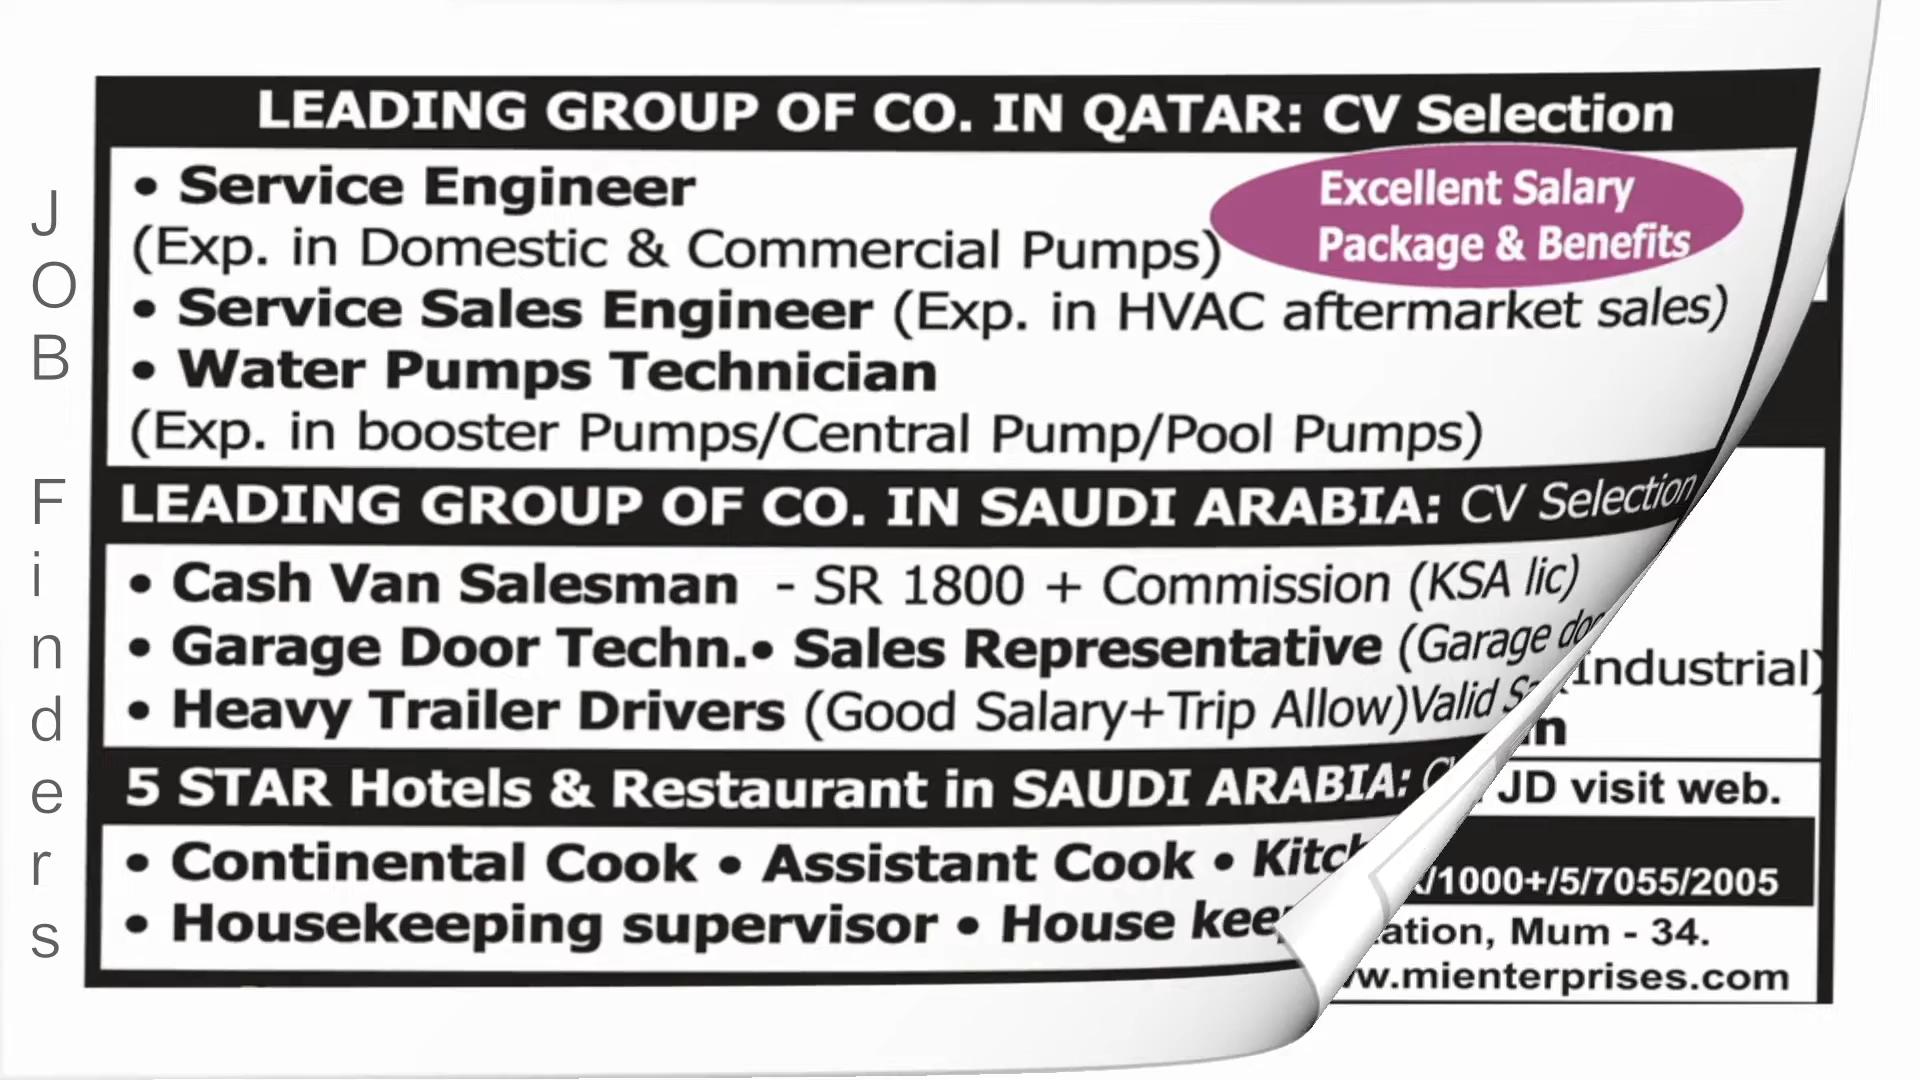 LEADING GROUP OF CO. IN QATAR: CV Selection
• Service Engineer
Excellent Salary
Package & Benefits
(Exp. in Domestic & Commercial Pumps)
• Service Sales Engineer (Exp. in HVAC aftermarket sales)
• Water Pumps Technician
(Exp. in booster Pumps/Central Pump/Pool Pumps)
LEADING GROUP OF CO. IN SAUDI ARABIA: CV Selection
• Cash Van Salesman - SR 1800 + Commission (KSA lic)
• Garage Door Techn.• Sales Representative (Garage
• Heavy Trailer Drivers (Good Salary+Trip Allow)Valid
5 STAR Hotels & Restaurant in SAUDI ARABIA:
• Continental Cook • Assistant Cook •
• Housekeeping supervisor • House
Industrial)
JD visit web.
/1000+/5/7055/2005
Mum - 34.
w.mienterprises.com
JOB Finders